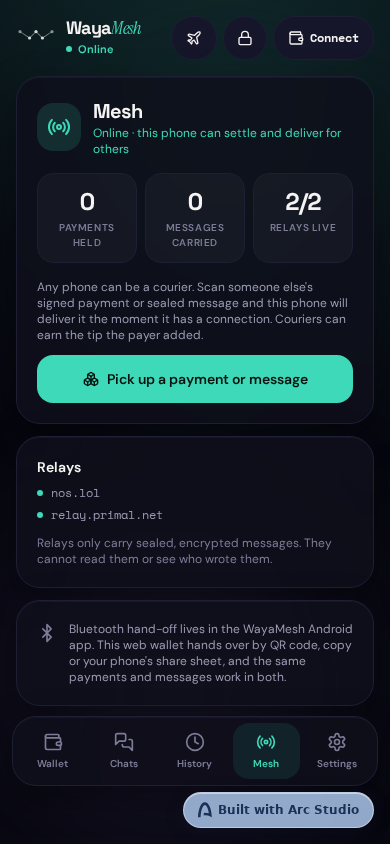 WayaMesh
Online
Connect
Mesh
Online · this phone can settle and deliver for
others
0
PAYMENTS
HELD
0
MESSAGES
CARRIED
2/2
RELAYS LIVE
Any phone can be a courier. Scan someone else's
signed payment or sealed message and this phone will
deliver it the moment it has a connection. Couriers can
earn the tip the payer added.
Pick up a payment or message
Relays
nos.lol
relay.primal.net
Relays only carry sealed, encrypted messages. They
cannot read them or see who wrote them.
Bluetooth hand-off lives in the WayaMesh Android
app. This web wallet hands over by QR code, copy
or your phone's share sheet, and the same
payments and messages work in both.
Wallet
Chats
History
Mesh
Settings
Built with Arc Studio